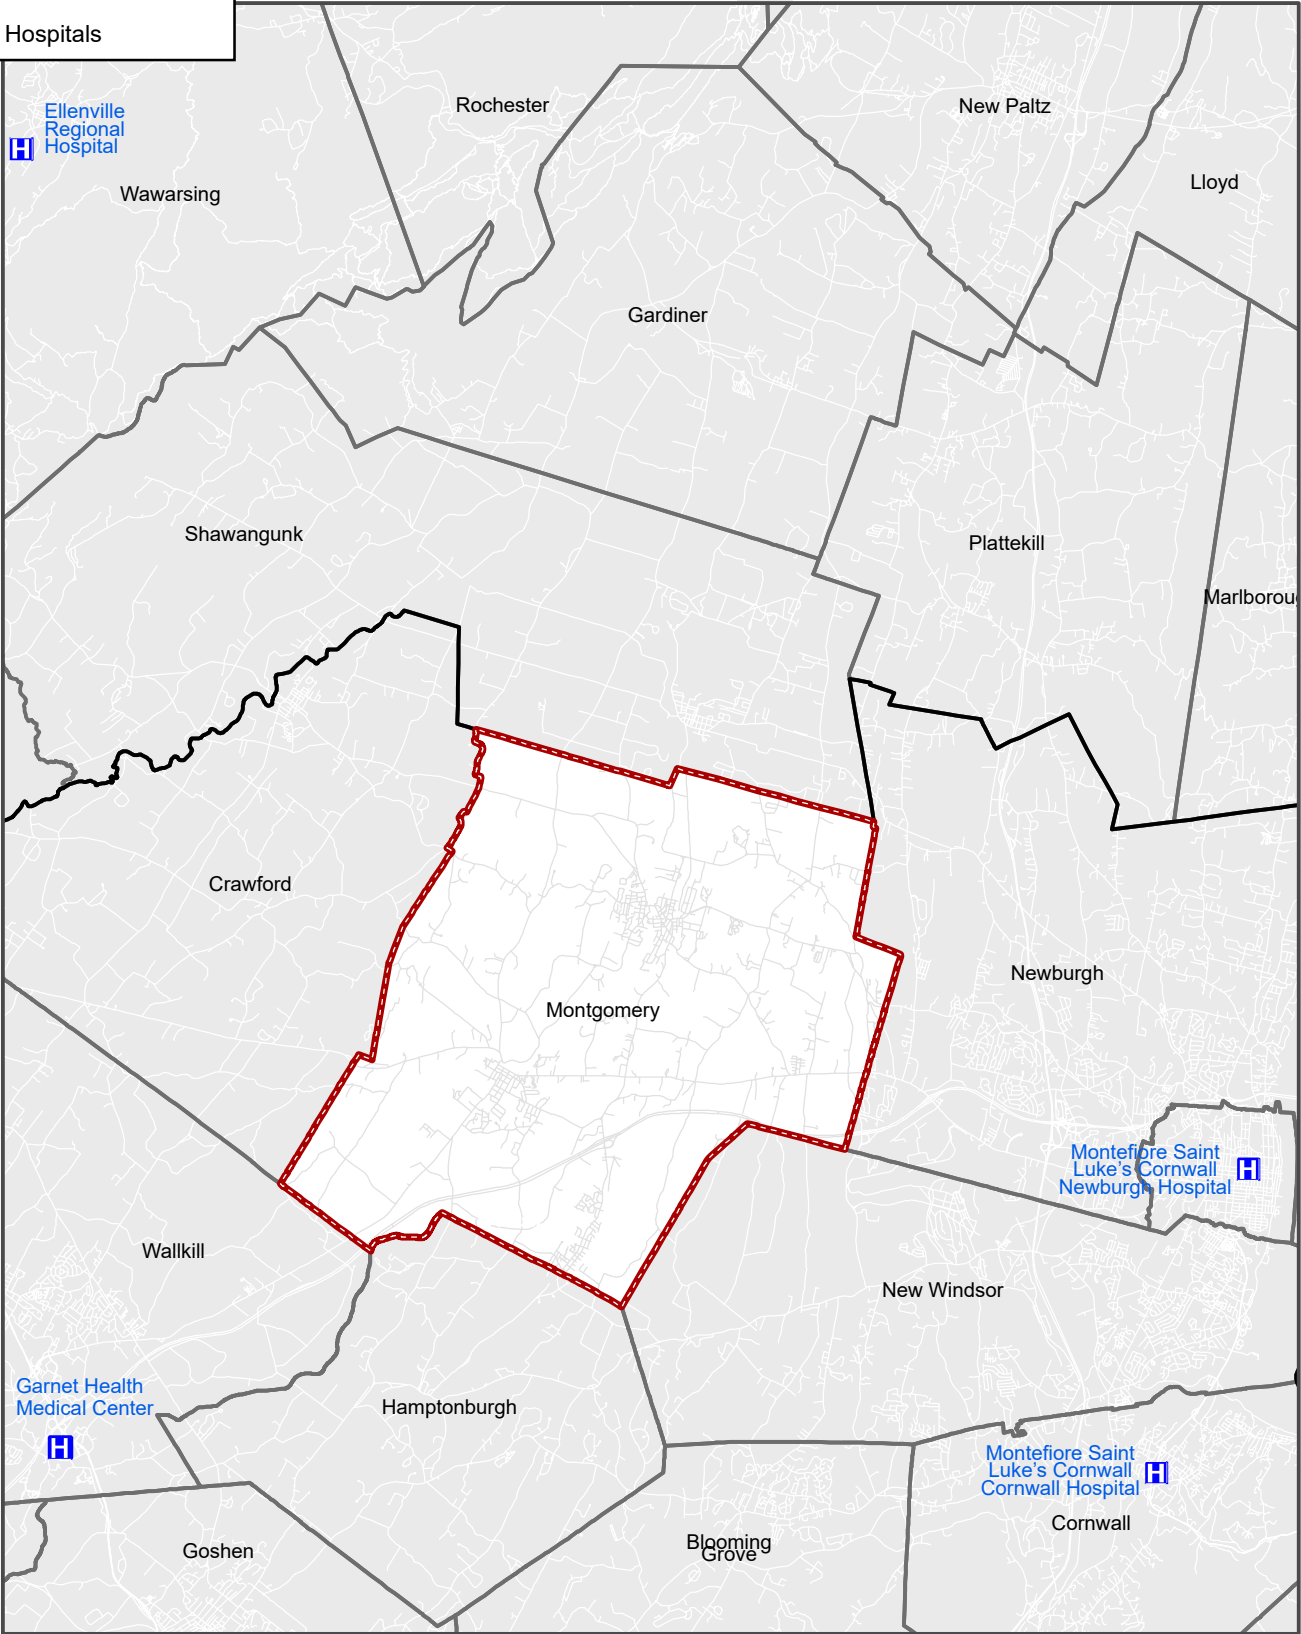 Hospitals
Rochester
New Paltz
Ellenville
Regional
Hospital
H
Wawarsing
Lloyd
Gardiner
Shawangunk
Plattekill
Marlborou
Crawford
Newburgh
Montgomery
Montefiore Saint
Luke's Cornwall
Newburgh Hospital
H
Wallkill
New Windsor
Garnet Health
Medical Center
H
Hamptonburgh
Montefiore Saint
Luke's Cornwall
Cornwall Hospital
H
Cornwall
Blooming
Grove
Goshen